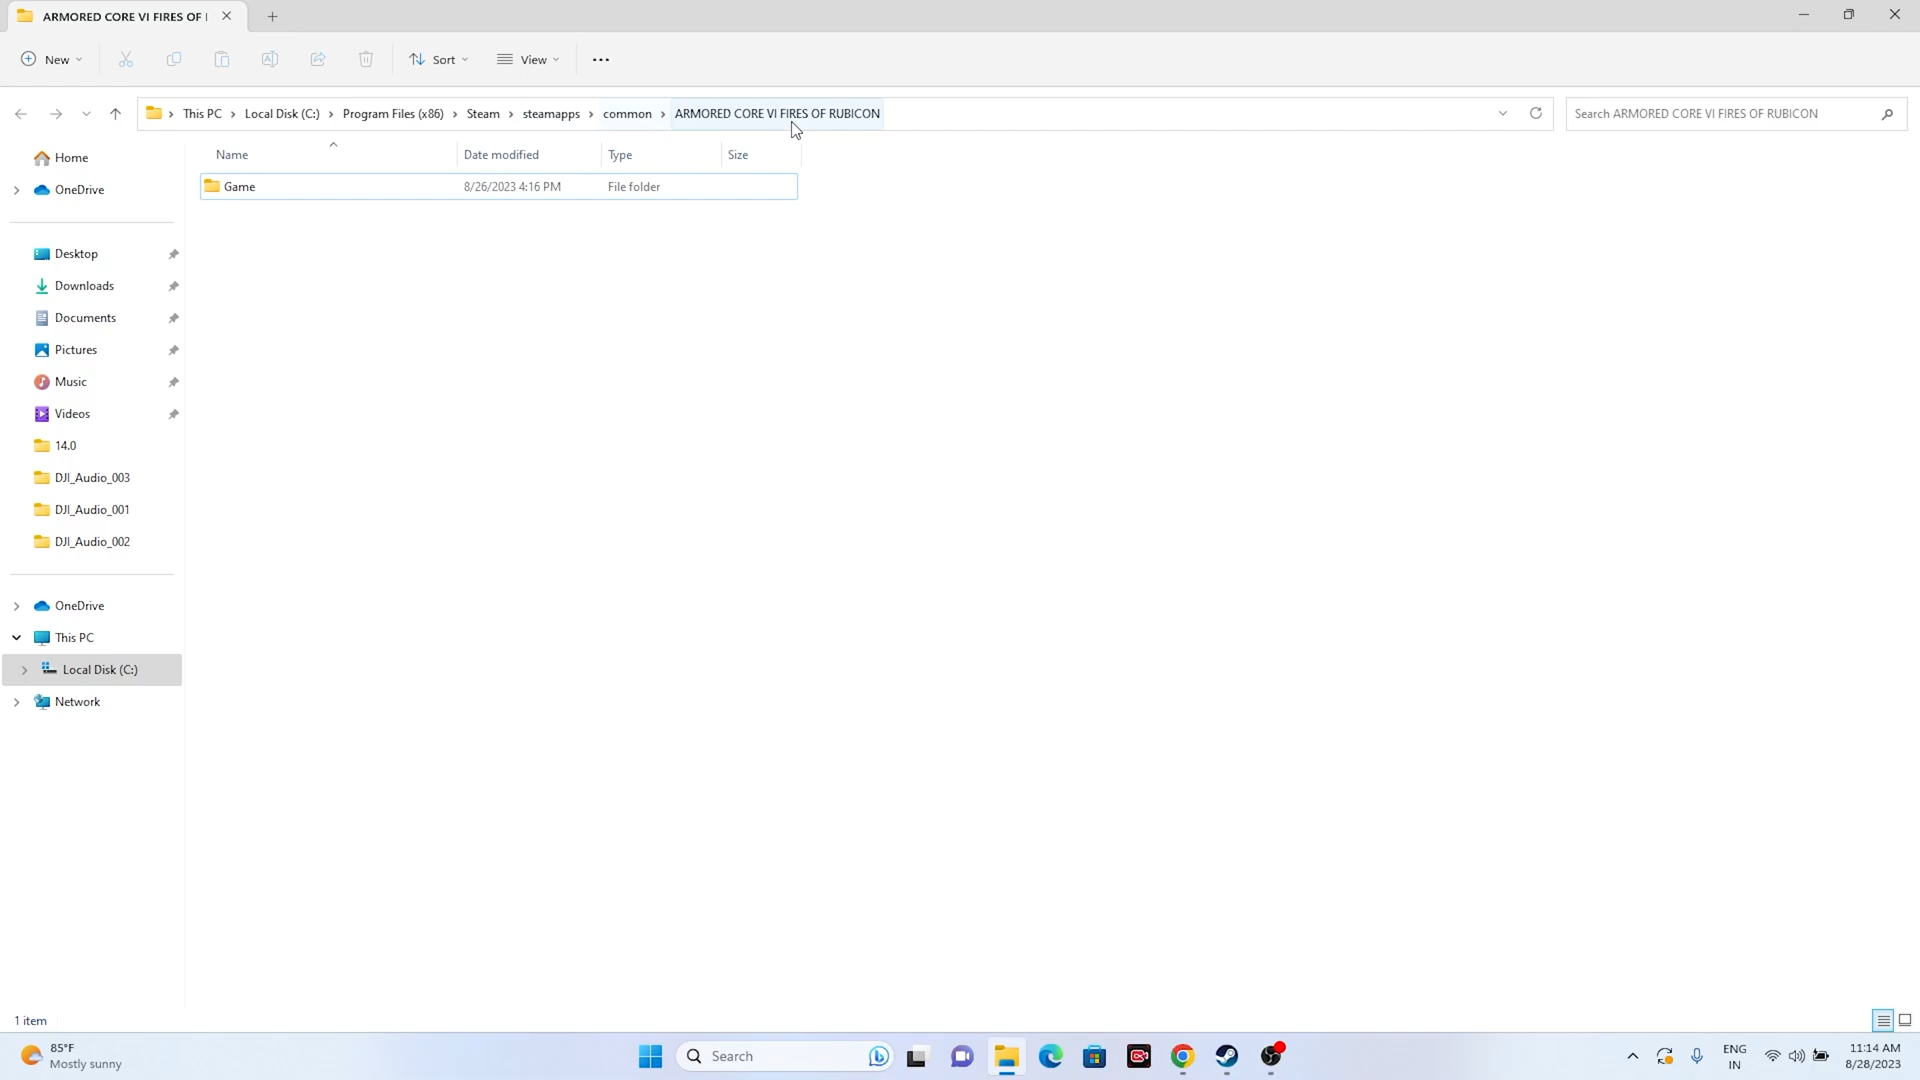 ARMORED CORE VI FIRES OF I
New
Sort
View
This PC
Local Disk (C:)
Program Files (x86)
Steam
steamapps
common
ARMORED CORE VI FIRES OF RUBICON
Search ARMORED CORE VI FIRES OF RUBICON
Name
Date modified
Type
Size
Game
8/26/2023 4:16 PM
File folder
Home
OneDrive
Desktop
Downloads
Documents
Pictures
Music
Videos
14.0
DJI_Audio_003
DJI_Audio_001
DJI_Audio_002
OneDrive
This PC
Local Disk (C:)
Network
1 item
85°F
Mostly sunny
Search
ENG
IN
11:14 AM
8/28/2023